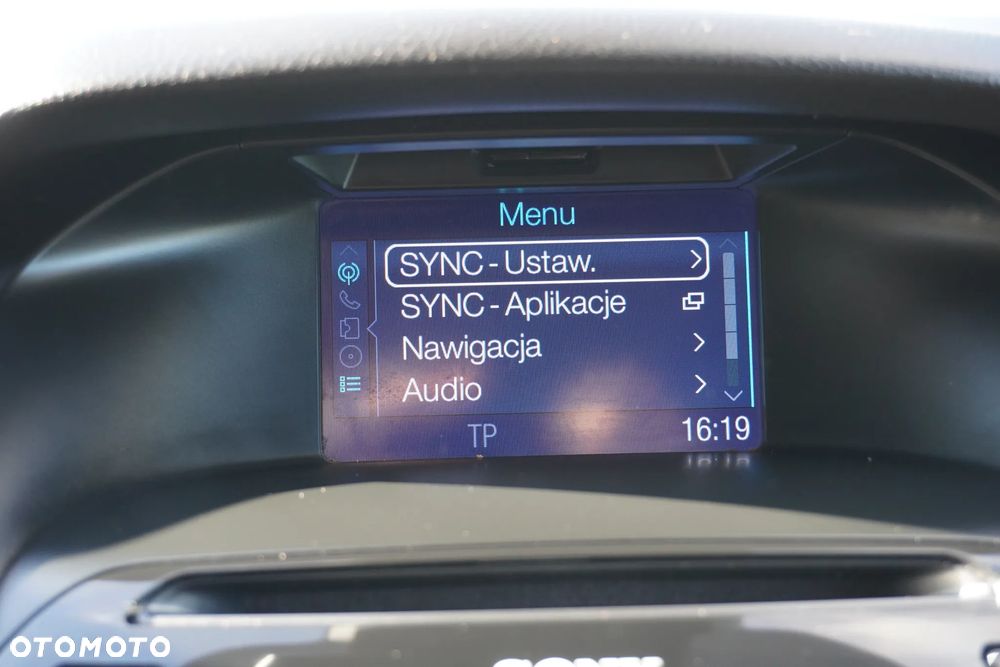 Menu
SYNC - Ustaw.
SYNC - Aplikacje
Nawigacja
Audio
TP
16:19
OTOMOTO